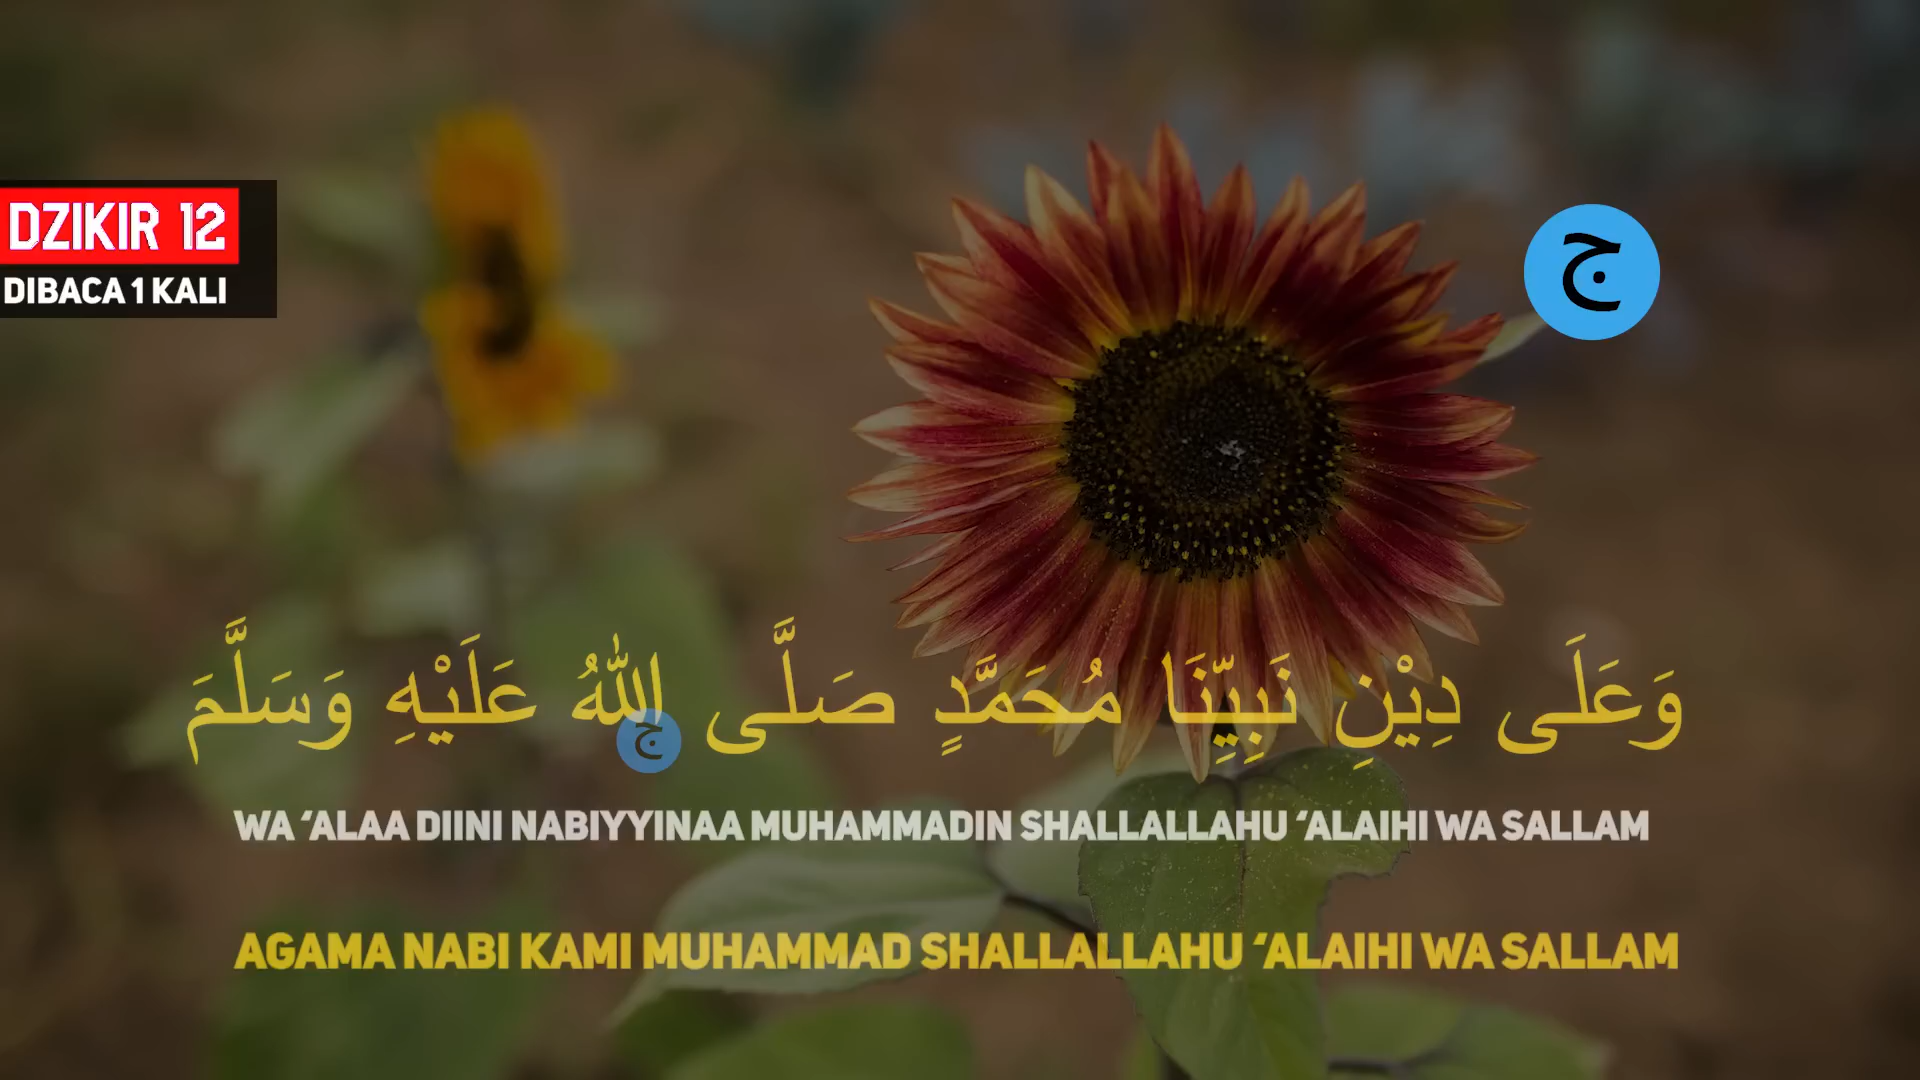 DZIKIR 12
DIBACA 1 KALI
ج
وَعَلَى دِيْنِ نَبِيِّنَا مُحَمَّدٍ صَلَّى اللهُ عَلَيْهِ وَسَلَّمَ
ج
WA ‘ALAA DIINI NABIYYINAA MUHAMMADIN SHALLALLAHU ‘ALAIHI WA SALLAM
AGAMA NABI KAMI MUHAMMAD SHALLALLAHU ‘ALAIHI WA SALLAM